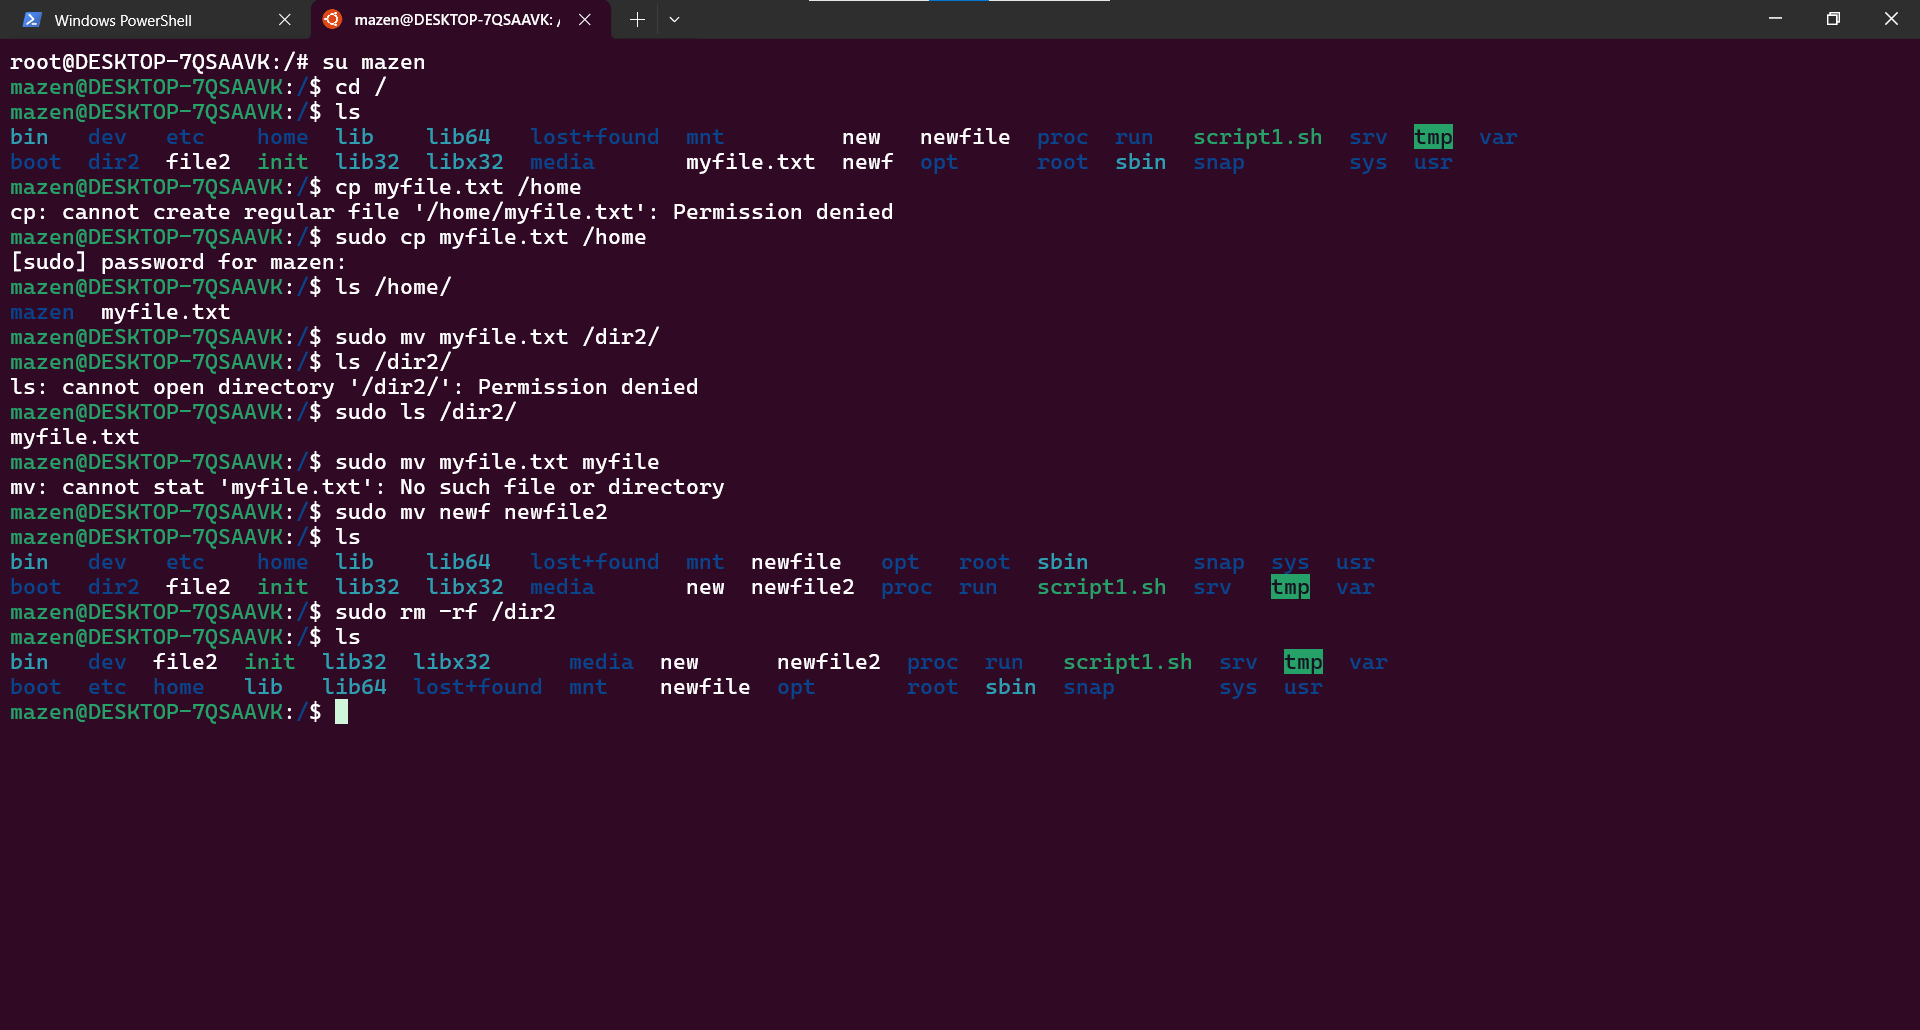 Windows PowerShell
mazen@DESKTOP-7QSAAVK: /
root@DESKTOP-7QSAAVK:/# su mazen
mazen@DESKTOP-7QSAAVK:/$ cd /
mazen@DESKTOP-7QSAAVK:/$ ls
bin   dev   etc    home  lib    lib64   lost+found  mnt         new   newfile  proc  run   script1.sh  srv  tmp  var
boot  dir2  file2  init  lib32  libx32  media       myfile.txt  newf  opt      root  sbin  snap        sys  usr
mazen@DESKTOP-7QSAAVK:/$ cp myfile.txt /home
cp: cannot create regular file '/home/myfile.txt': Permission denied
mazen@DESKTOP-7QSAAVK:/$ sudo cp myfile.txt /home
[sudo] password for mazen:
mazen@DESKTOP-7QSAAVK:/$ ls /home/
mazen  myfile.txt
mazen@DESKTOP-7QSAAVK:/$ sudo mv myfile.txt /dir2/
mazen@DESKTOP-7QSAAVK:/$ ls /dir2/
ls: cannot open directory '/dir2/': Permission denied
mazen@DESKTOP-7QSAAVK:/$ sudo ls /dir2/
myfile.txt
mazen@DESKTOP-7QSAAVK:/$ sudo mv myfile.txt myfile
mv: cannot stat 'myfile.txt': No such file or directory
mazen@DESKTOP-7QSAAVK:/$ sudo mv newf newfile2
mazen@DESKTOP-7QSAAVK:/$ ls
bin   dev   etc    home  lib    lib64   lost+found  mnt  newfile   opt   root  sbin        snap  sys  usr
boot  dir2  file2  init  lib32  libx32  media       new  newfile2  proc  run   script1.sh  srv   tmp  var
mazen@DESKTOP-7QSAAVK:/$ sudo rm -rf /dir2
mazen@DESKTOP-7QSAAVK:/$ ls
bin   dev  file2  init  lib32  libx32      media  new      newfile2  proc  run   script1.sh  srv  tmp  var
boot  etc  home   lib   lib64  lost+found  mnt    newfile  opt       root  sbin  snap        sys  usr
mazen@DESKTOP-7QSAAVK:/$